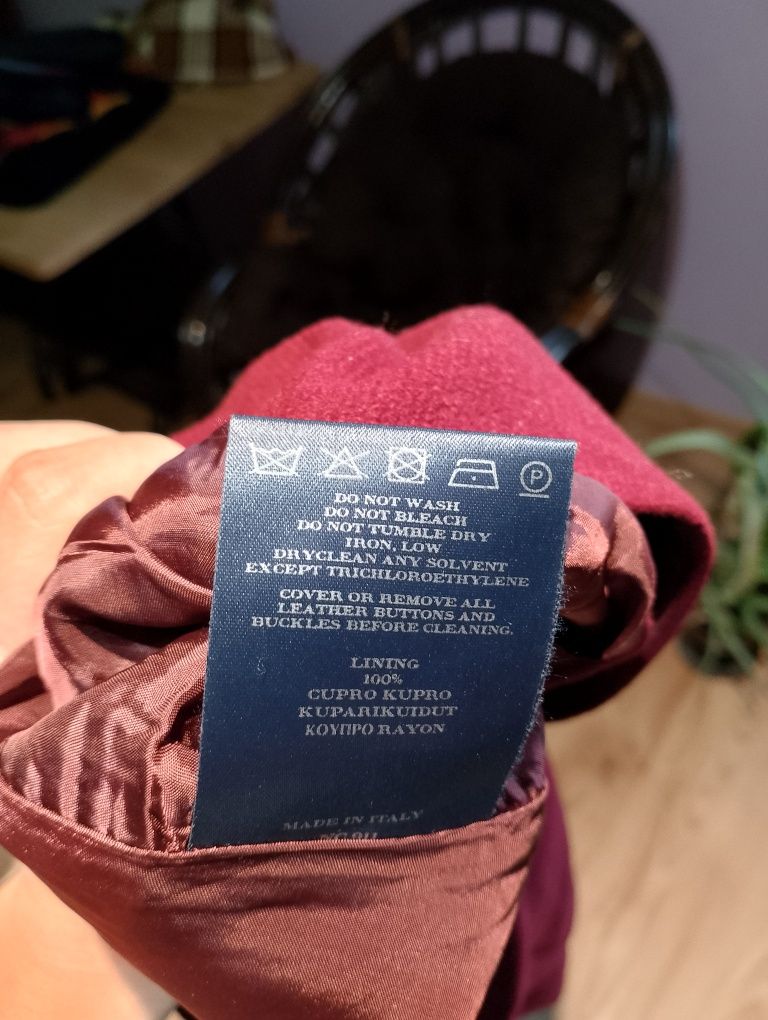 P
DO NOT WASH
DO NOT BLEACH
DO NOT TUMBLE DRY
IRON, LOW
DRYCLEAN ANY SOLVENT
EXCEPT TRICHLOROETHYLENE
COVER OR REMOVE ALL
LEATHER BUTTONS AND
BUCKLES BEFORE CLEANING.
LINING
100%
CUPRO KUPRO
KUPARIKUIDUT
ΚΟΥΠΡΟ RAYON
MADE IN ITALY